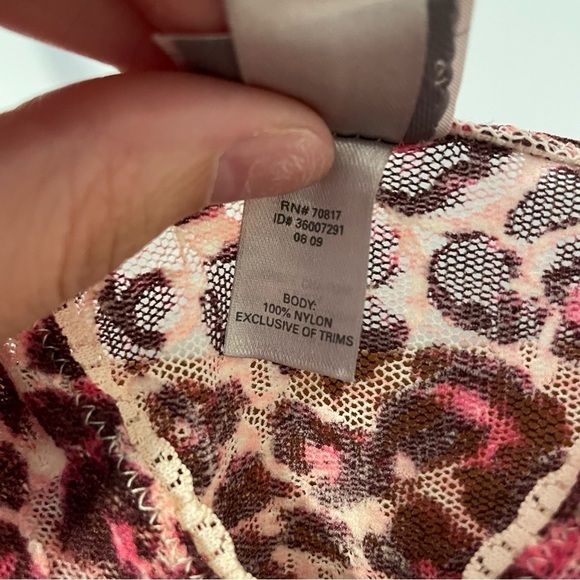 RN# 70817
ID# 36007291
08 09
BODY:
100% NYLON
EXCLUSIVE OF TRIMS